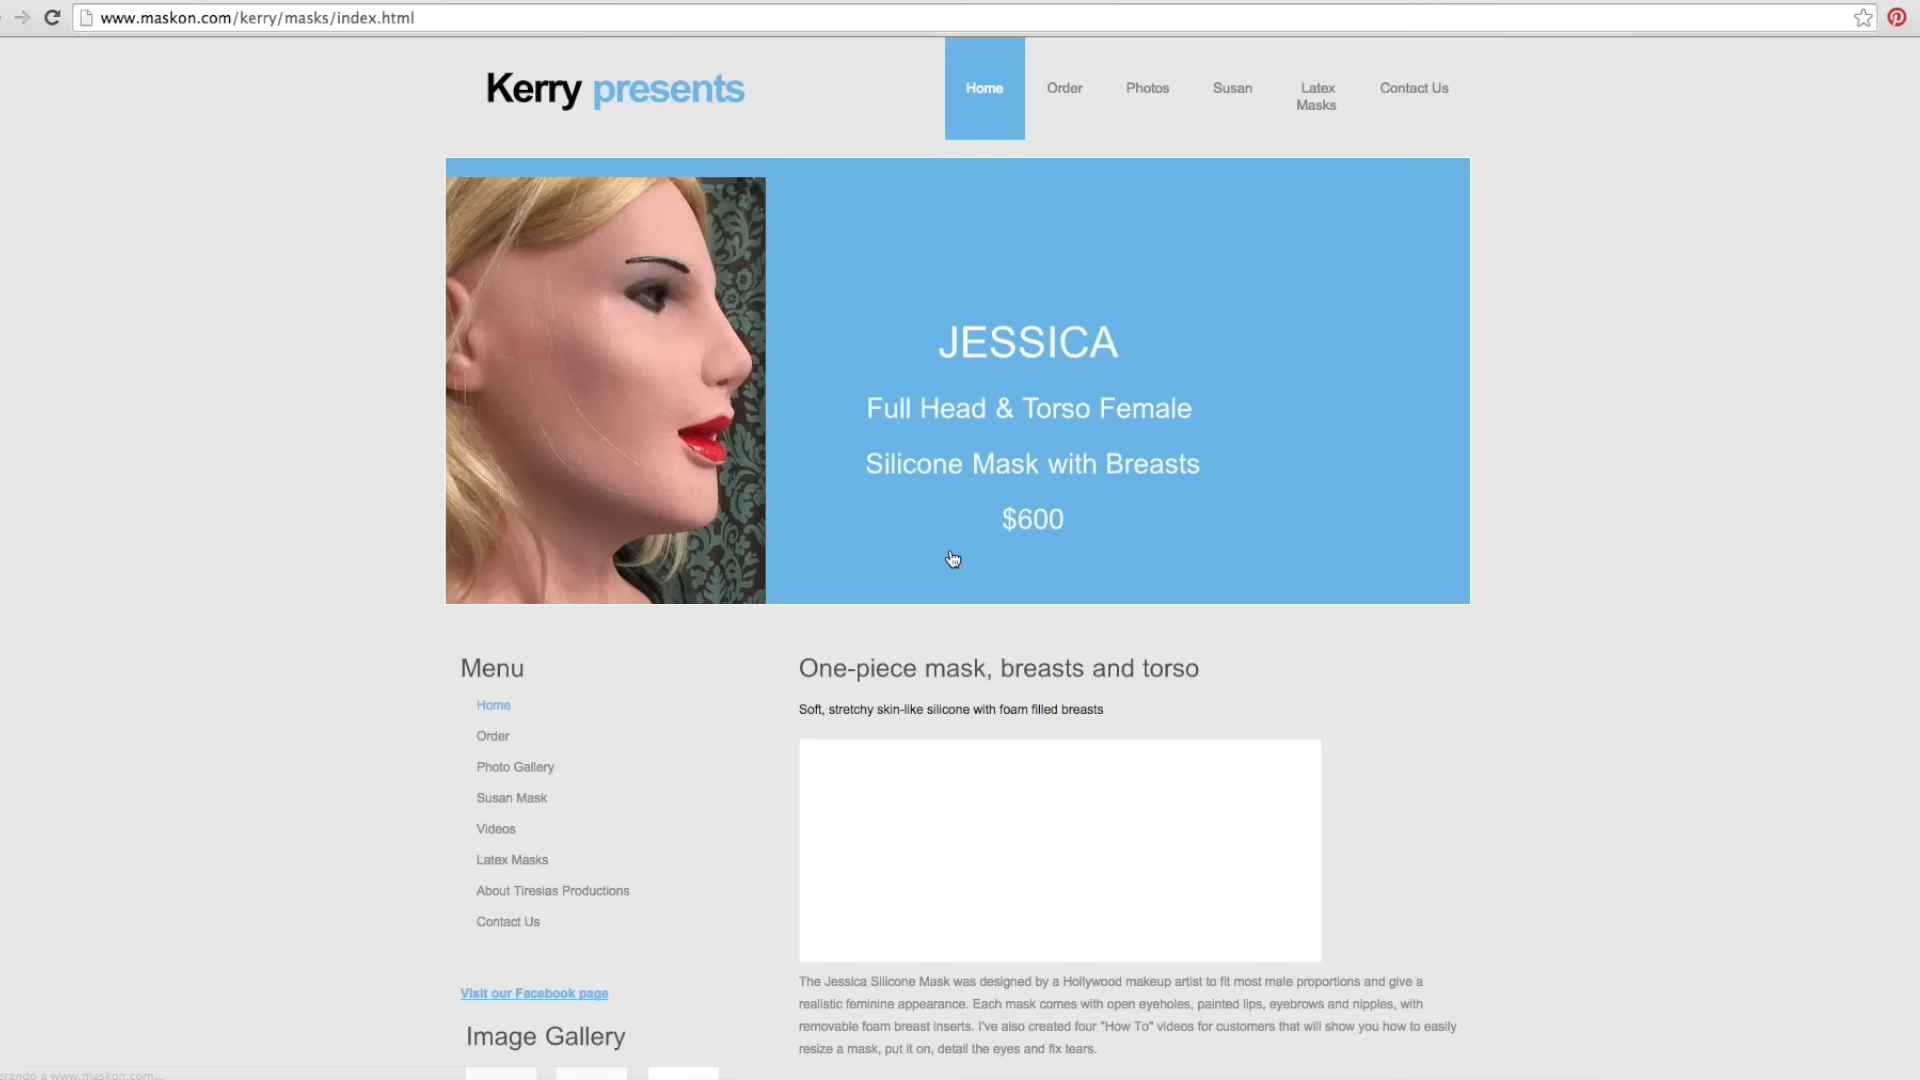 www.maskon.com/kerry/masks/index.html
Kerry presents
Home
Order
Photos
Susan
Latex
Masks
Contact Us
JESSICA
Full Head & Torso Female
Silicone Mask with Breasts
$600
Menu
Home
Order
Photo Gallery
Susan Mask
Videos
Latex Masks
About Tiresias Productions
Contact Us
Visit our Facebook page
Image Gallery
One-piece mask, breasts and torso
Soft, stretchy skin-like silicone with foam filled breasts
The Jessica Silicone Mask was designed by a Hollywood makeup artist to fit most male proportions and give a
realistic feminine appearance. Each mask comes with open eyeholes, painted lips, eyebrows and nipples, with
removable foam breast inserts. I've also created four "How To" videos for customers that will show you how to easily
resize a mask, put it on, detail the eyes and fix tears.
erando a www.maskon.com...